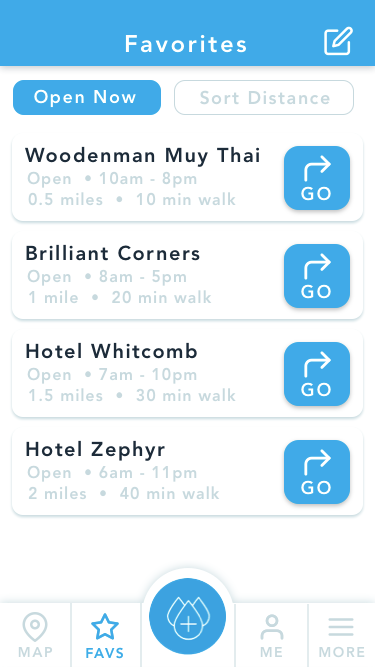 Favorites
Open Now
Sort Distance
Woodenman Muy Thai
Open • 10am - 8pm
0.5 miles • 10 min walk
GO
Brilliant Corners
Open • 8am - 5pm
1 mile • 20 min walk
GO
Hotel Whitcomb
Open • 7am - 10pm
1.5 miles • 30 min walk
GO
Hotel Zephyr
Open • 6am - 11pm
2 miles • 40 min walk
GO
MAP
FAVS
ME
MORE